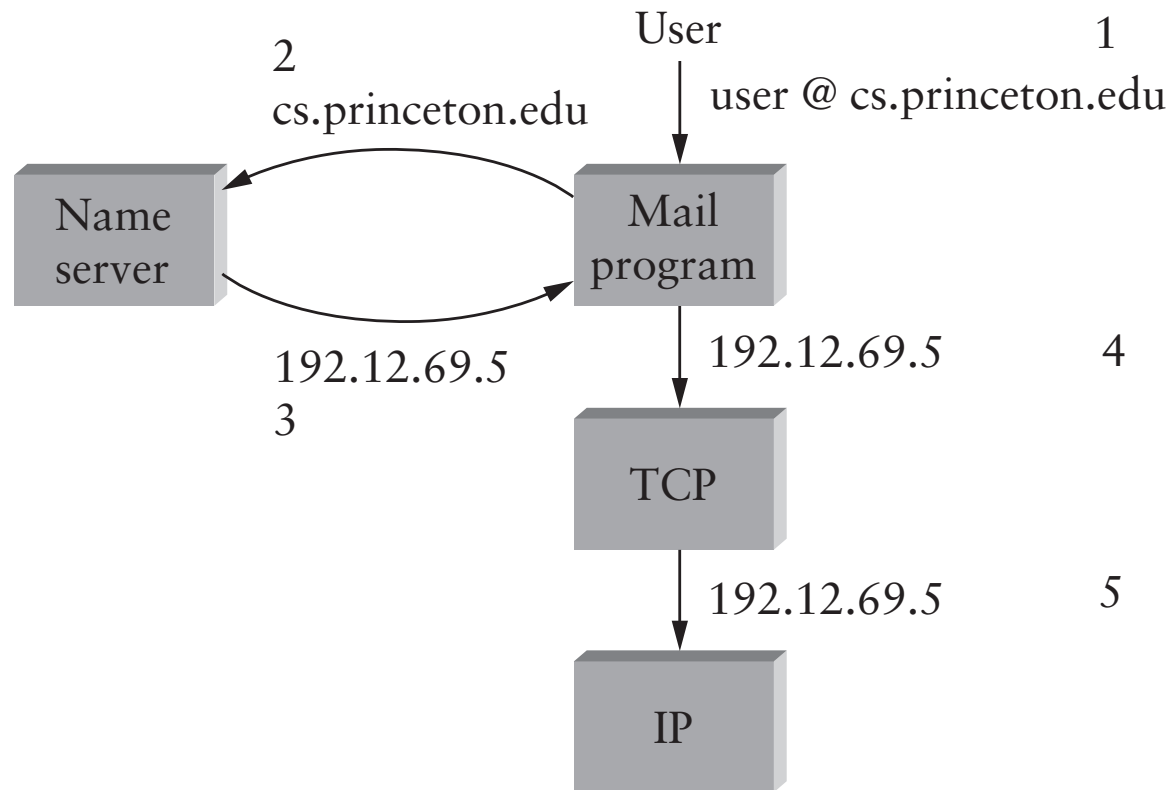 User
1
user @ cs.princeton.edu
2
cs.princeton.edu
Name
server
Mail
program
192.12.69.5
3
192.12.69.5
4
TCP
192.12.69.5
5
IP